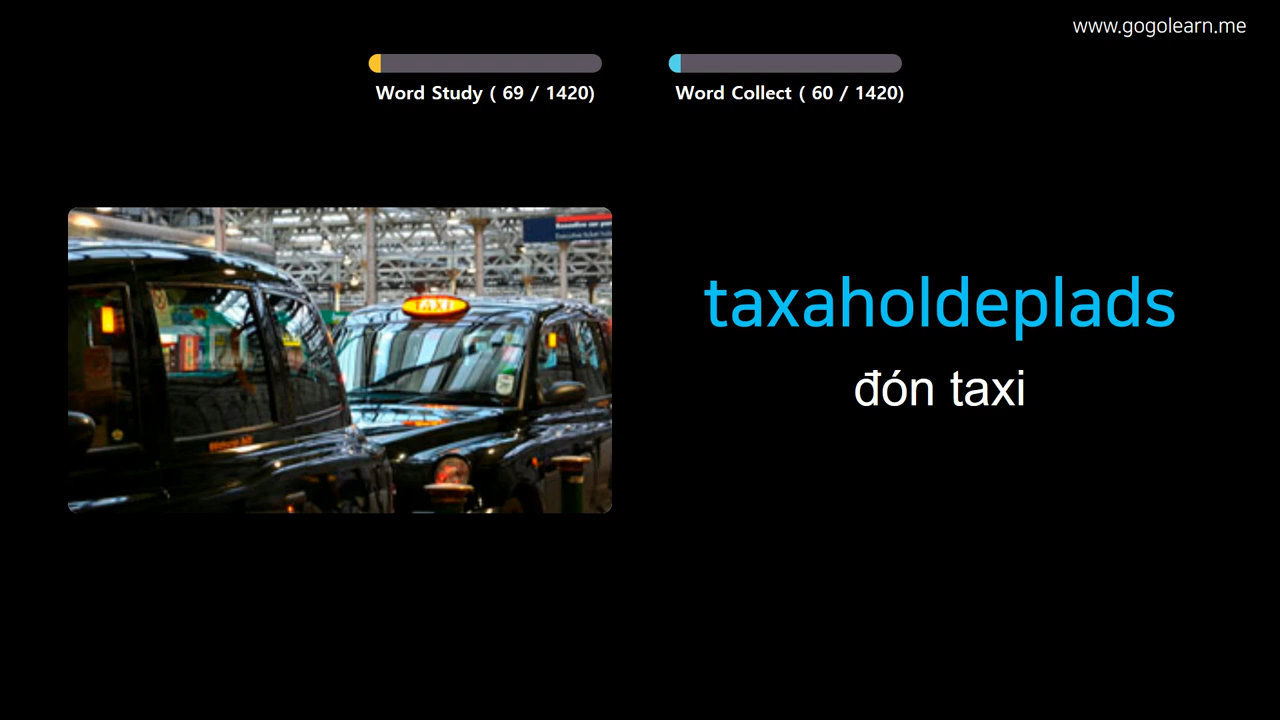 www.gogolearn.me
Word Study ( 69 / 1420)
Word Collect ( 60 / 1420)
TAXI
taxaholdeplads
đón taxi